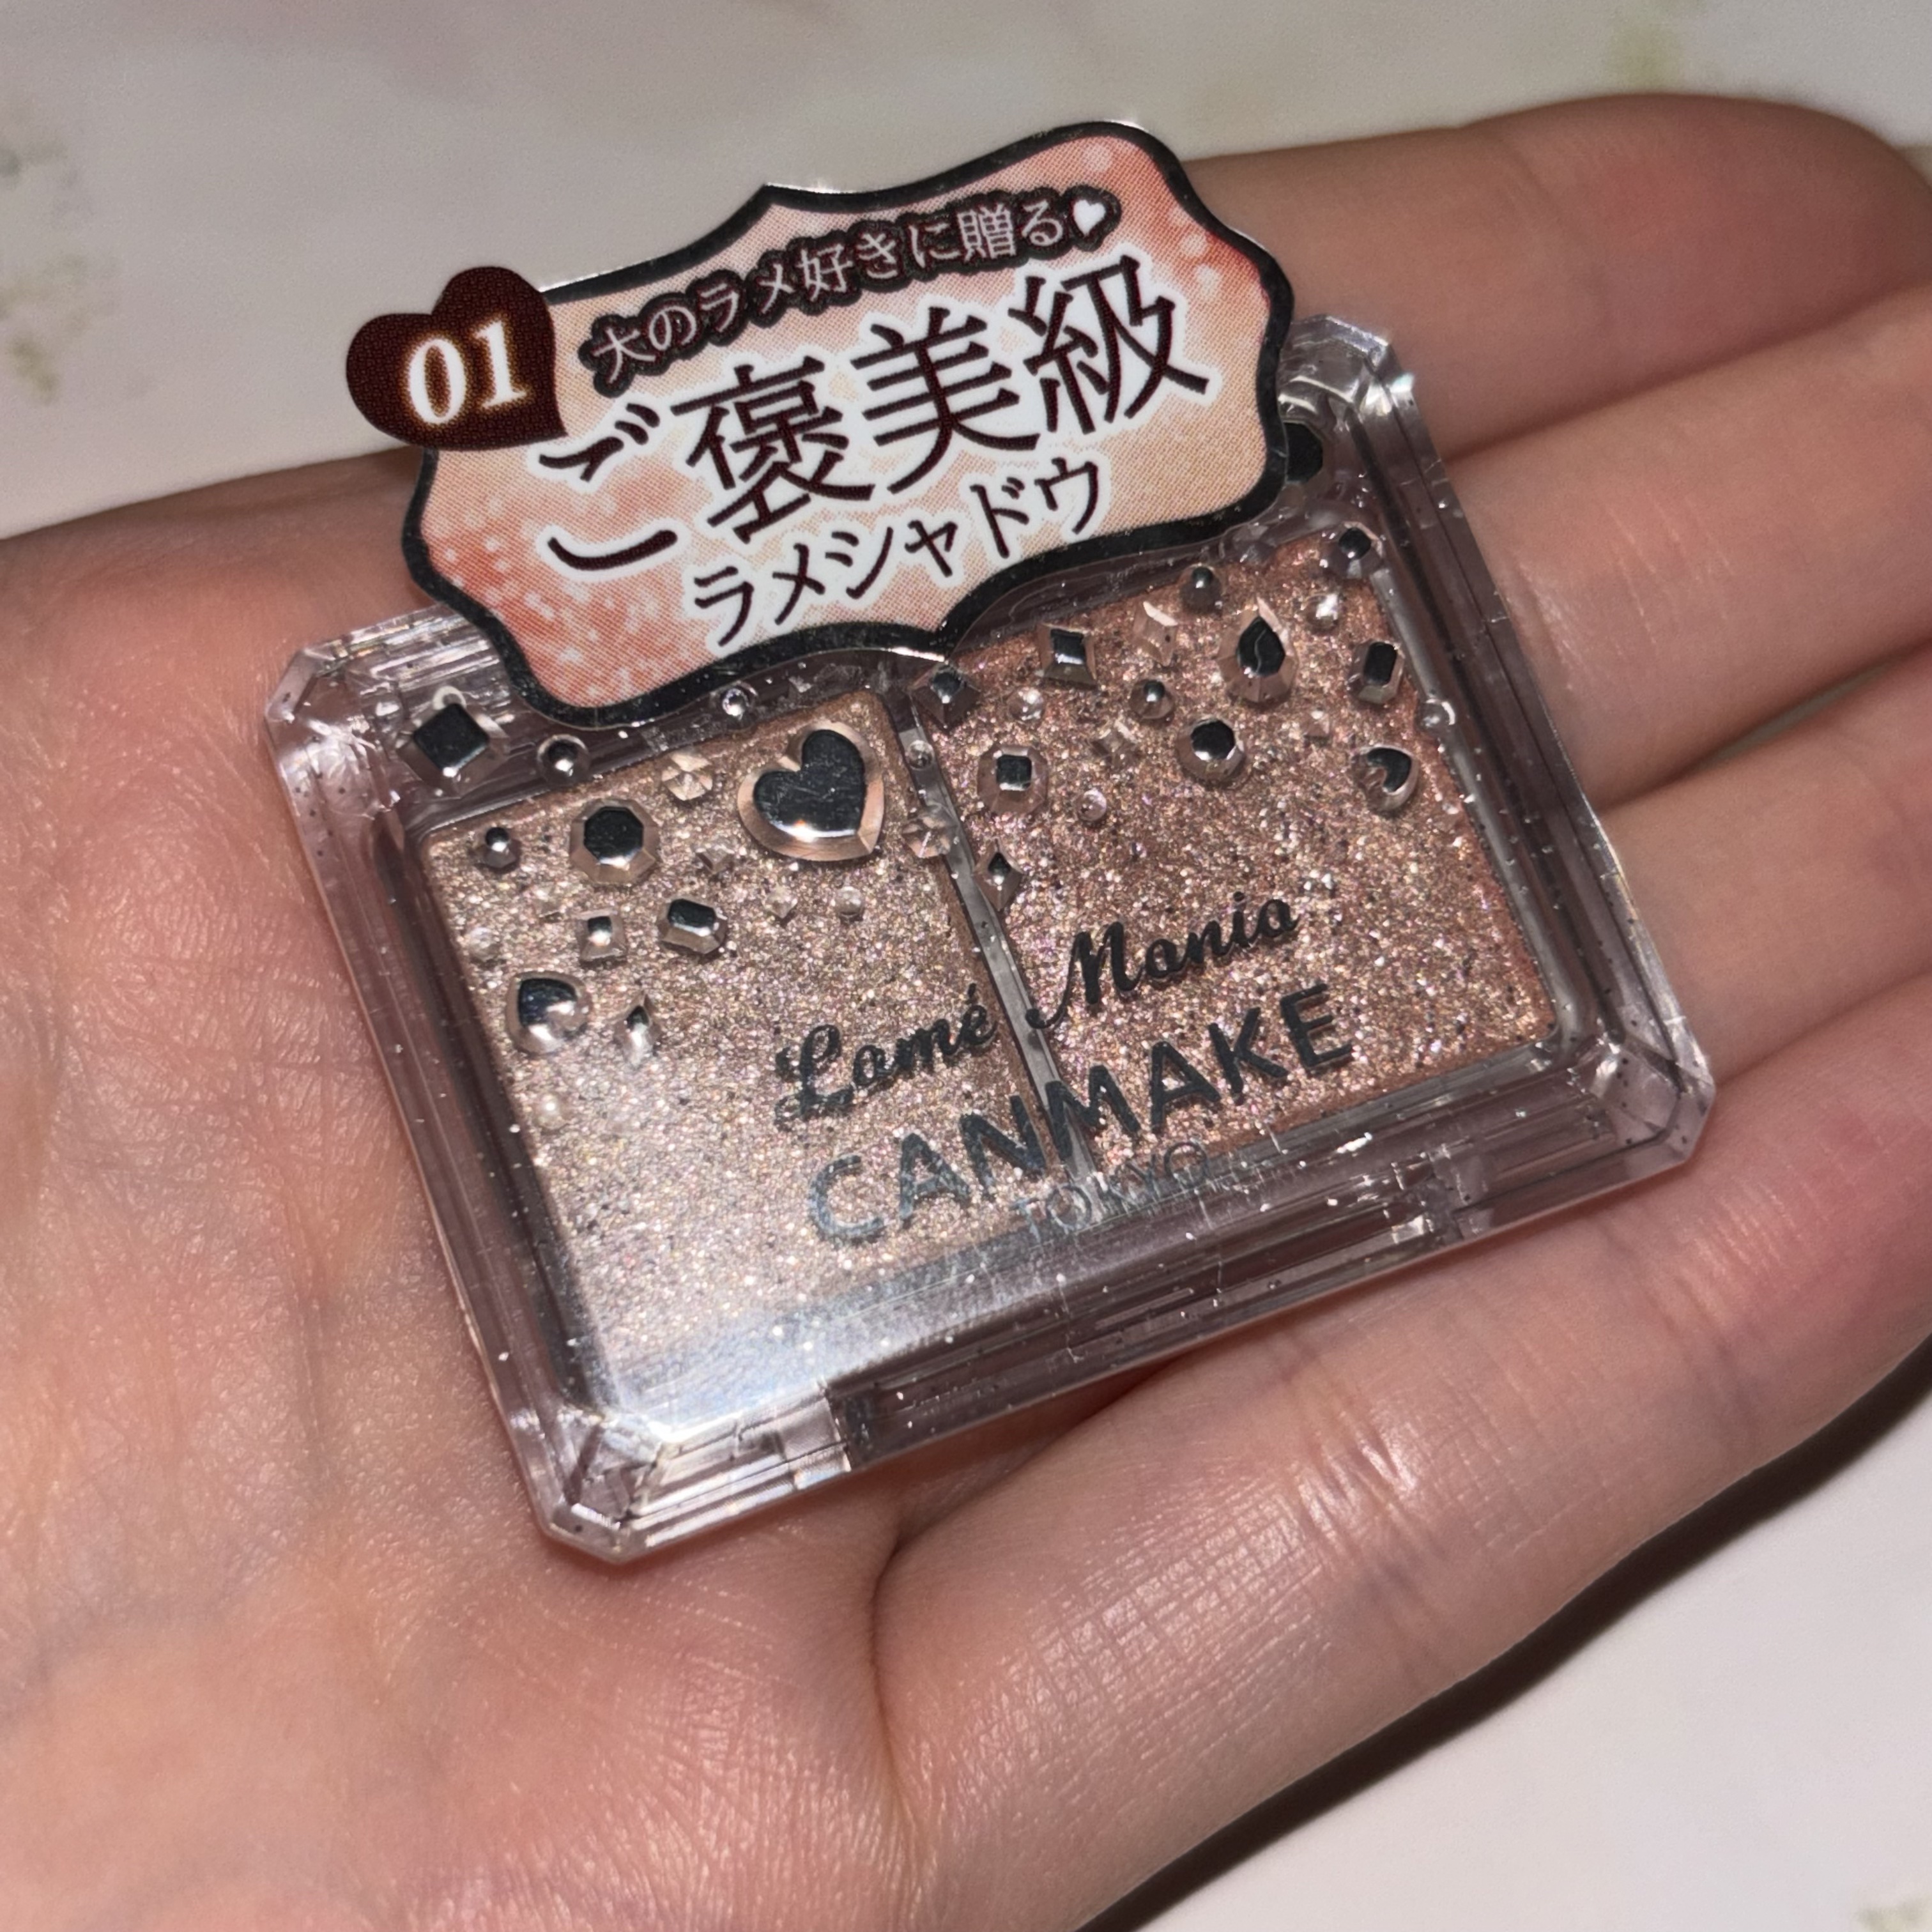 01
大のラメ好きに贈る♥
ご褒美級
ラメシャドウ
Lamé Mania
CANMAKE
TOKYO